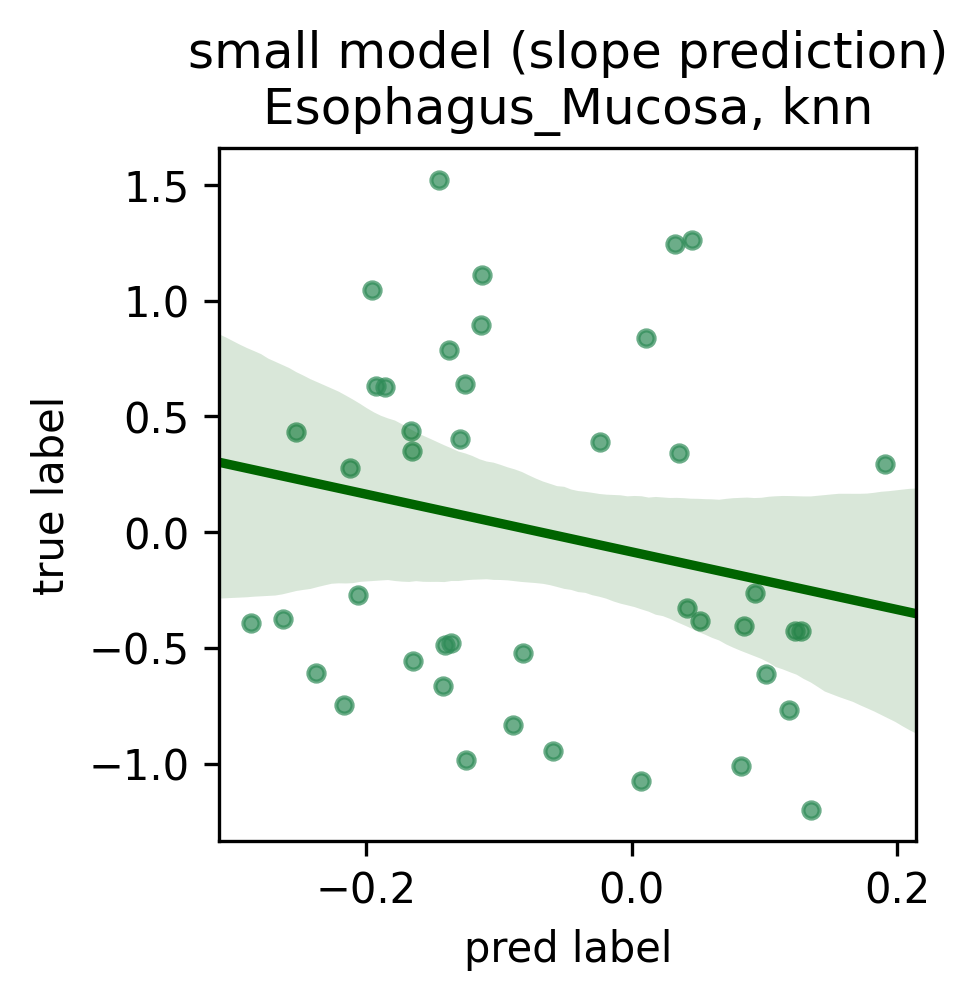 small model (slope prediction)
Esophagus_Mucosa, knn
1.5
1.0
0.5
0.0
−0.5
−1.0
true label
−0.2
0.0
0.2
pred label